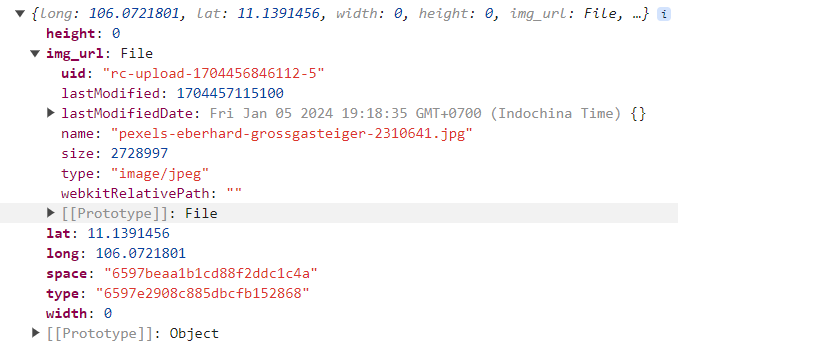 {long: 106.0721801, lat: 11.1391456, width: 0, height: 0, img_url: File, …} i
height: 0
img_url: File
uid: "rc-upload-1704456846112-5"
lastModified: 1704457115100
lastModifiedDate: Fri Jan 05 2024 19:18:35 GMT+0700 (Indochina Time) {}
name: "pexels-eberhard-grossgasteiger-2310641.jpg"
size: 2728997
type: "image/jpeg"
webkitRelativePath: ""
[[Prototype]]: File
lat: 11.1391456
long: 106.0721801
space: "6597beaa1b1cd88f2ddc1c4a"
type: "6597e2908c885dbcfb152868"
width: 0
[[Prototype]]: Object